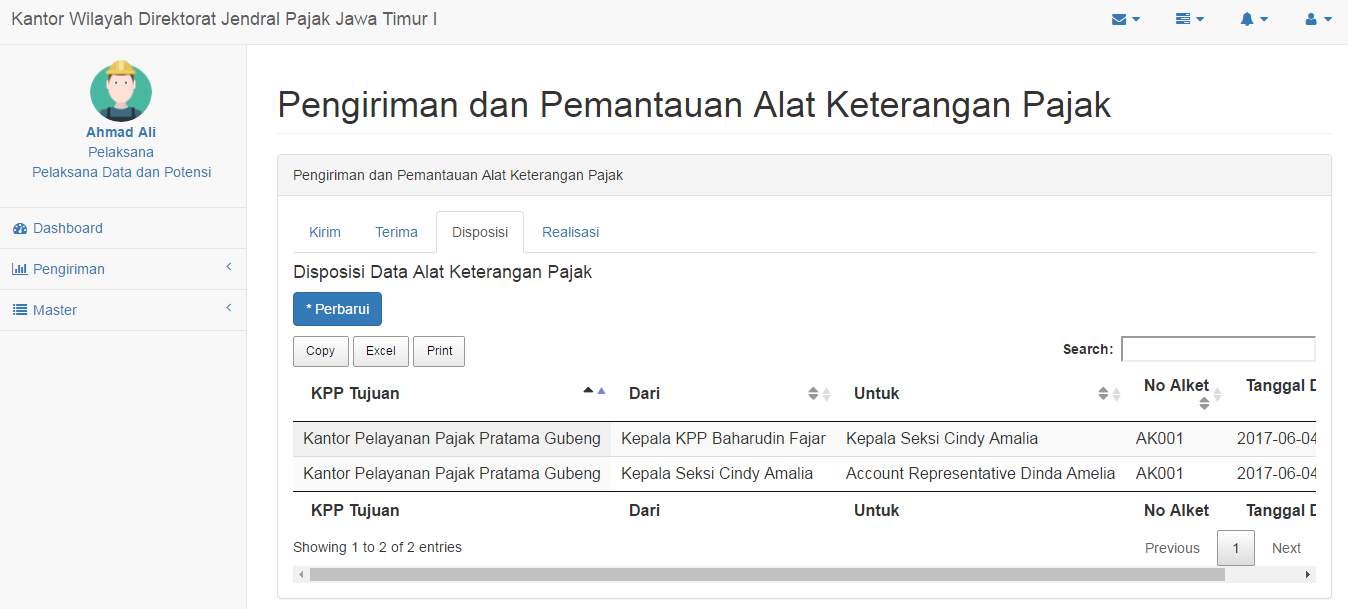 Kantor Wilayah Direktorat Jendral Pajak Jawa Timur I
Ahmad Ali
Pelaksana
Pelaksana Data dan Potensi
Dashboard
Pengiriman
Master
Pengiriman dan Pemantauan Alat Keterangan Pajak
Pengiriman dan Pemantauan Alat Keterangan Pajak
Kirim Terima Disposisi Realisasi
Disposisi Data Alat Keterangan Pajak
* Perbarui
Copy Excel Print Search:
KPP Tujuan Dari Untuk No Alket Tanggal D
Kantor Pelayanan Pajak Pratama Gubeng Kepala KPP Baharudin Fajar Kepala Seksi Cindy Amalia AK001 2017-06-04
Kantor Pelayanan Pajak Pratama Gubeng Kepala Seksi Cindy Amalia Account Representative Dinda Amelia AK001 2017-06-04
KPP Tujuan Dari Untuk No Alket Tanggal D
Showing 1 to 2 of 2 entries Previous 1 Next